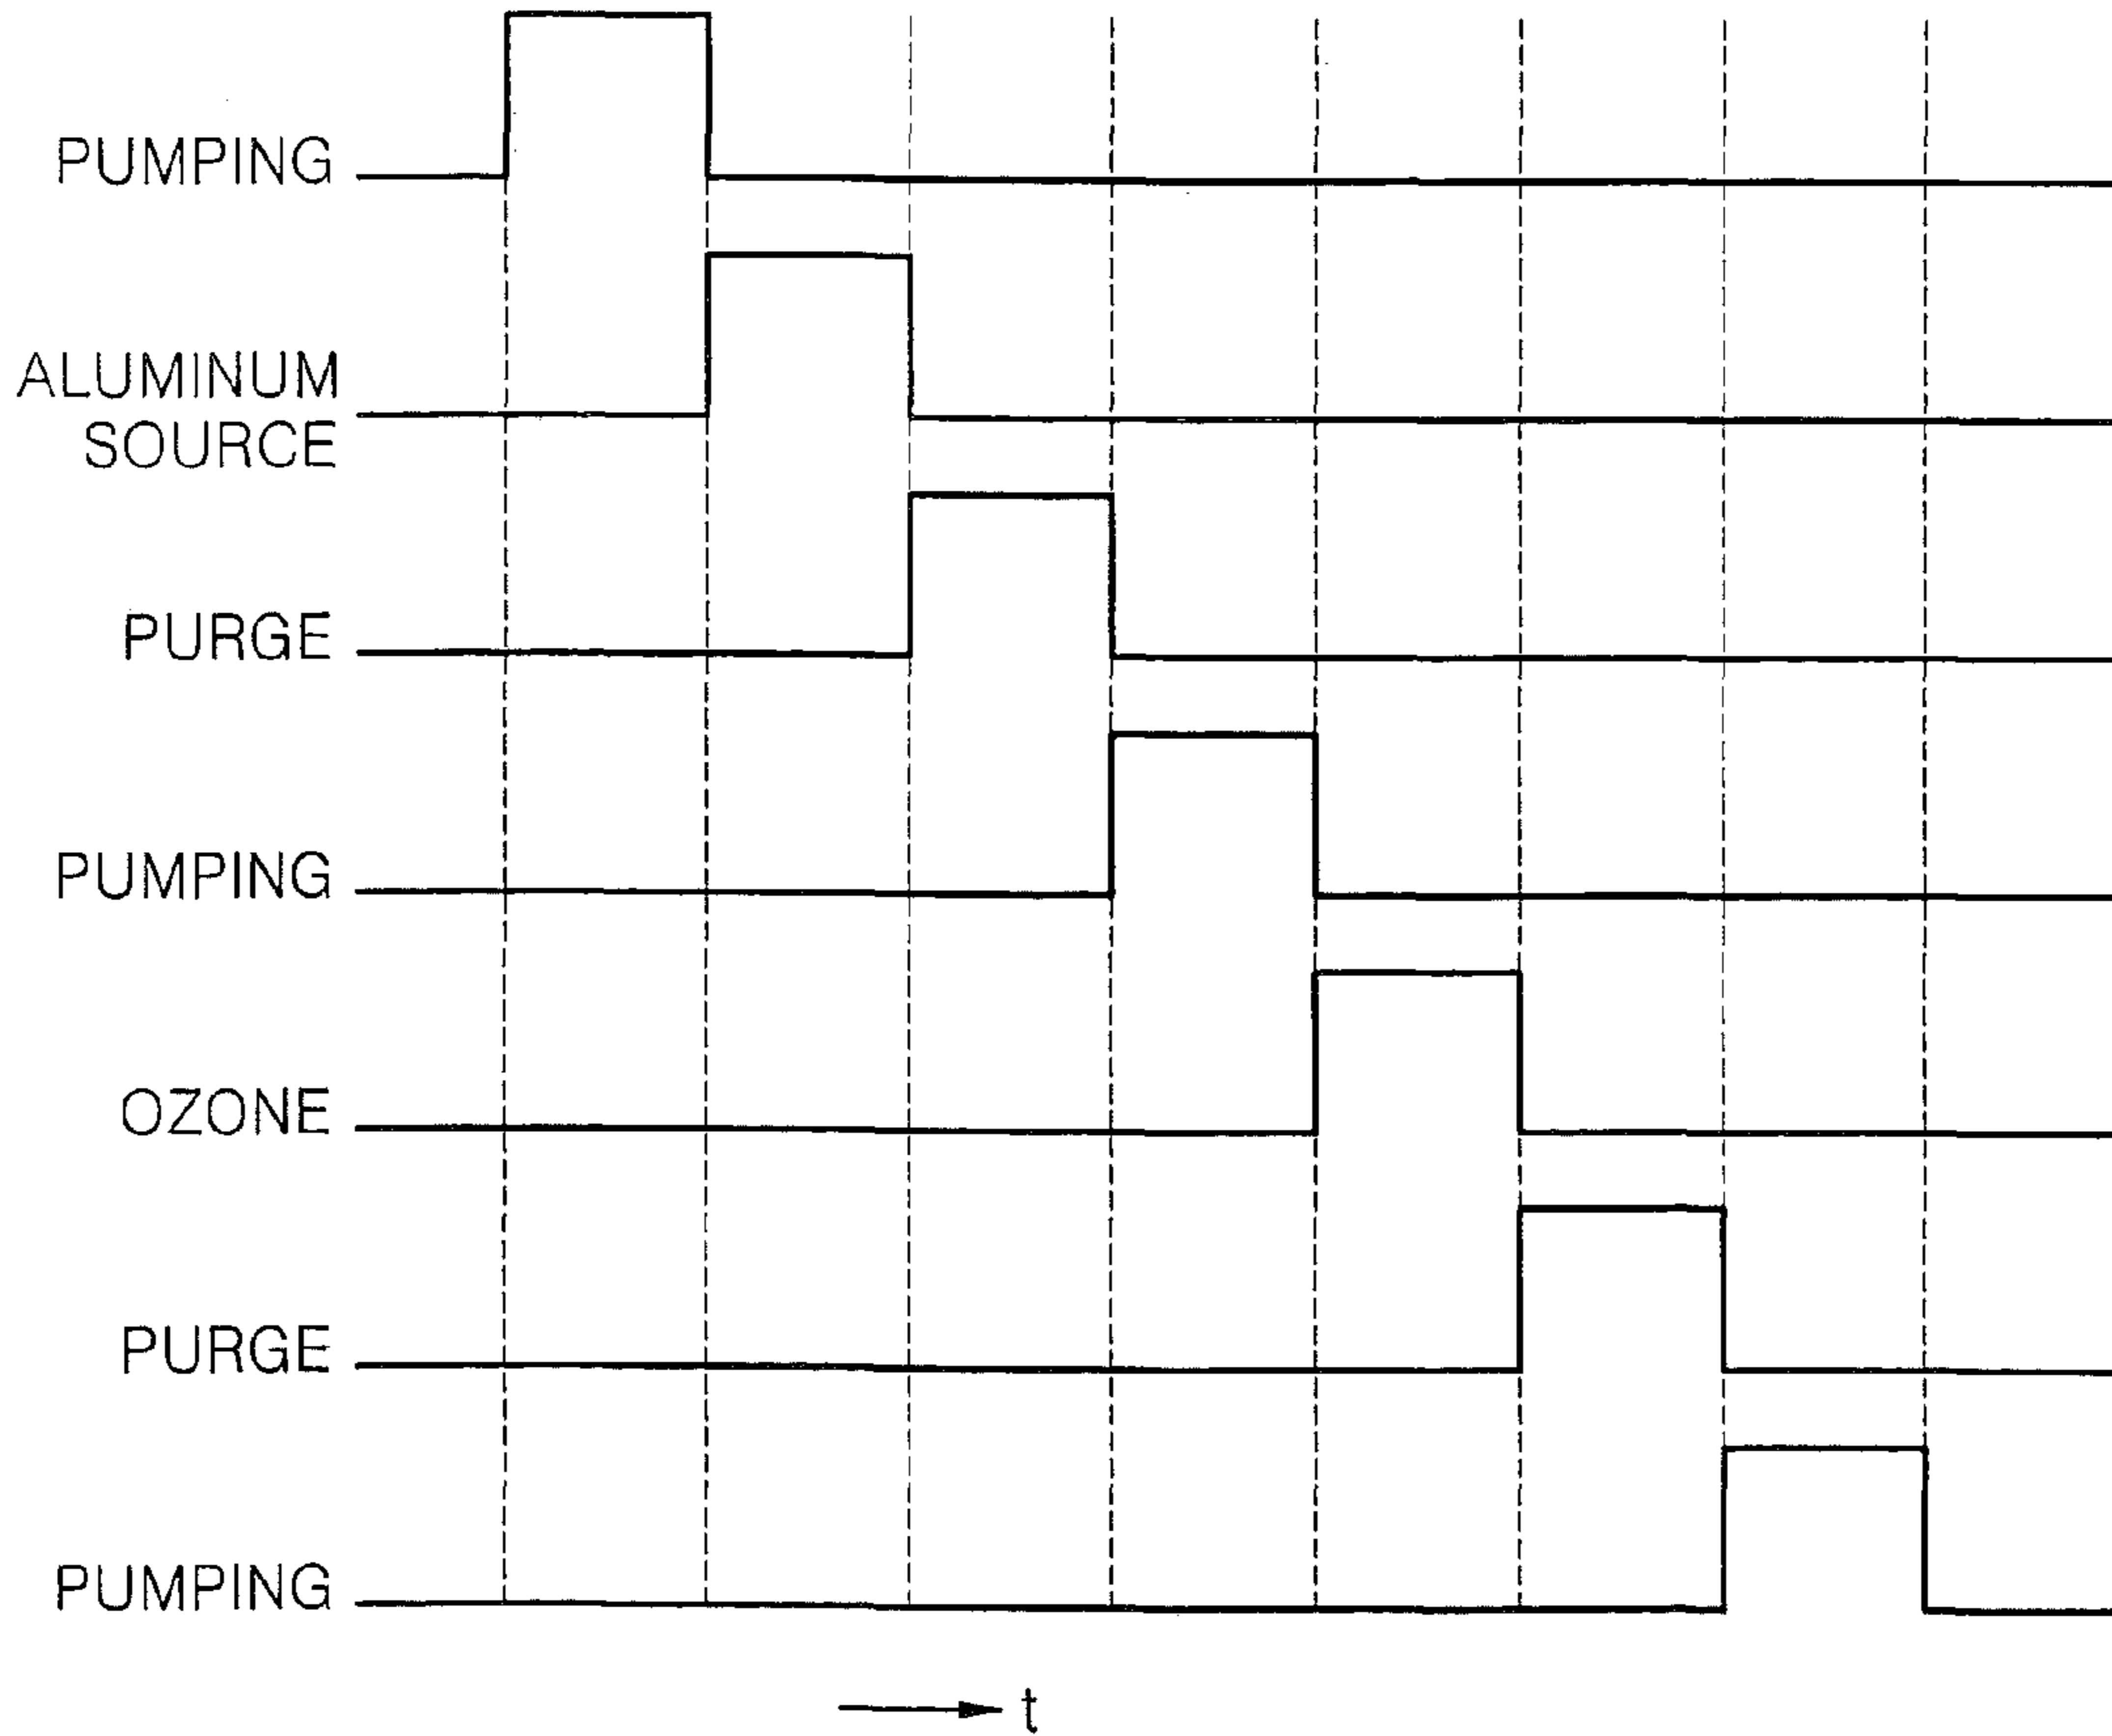 PUMPING
ALUMINUM
SOURCE
PURGE
PUMPING
OZONE
PURGE
PUMPING
t